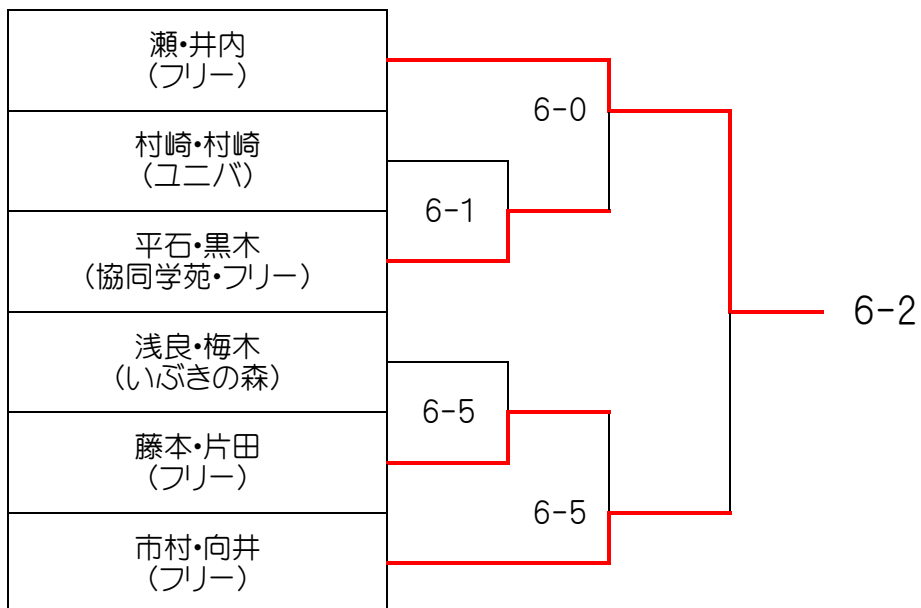 瀬・井内
(フリー)
6-0
村崎・村崎
(ユニバ)
6-1
平石・黒木
(協同学苑・フリー)
6-2
浅良・梅木
(いぶきの森)
6-5
藤本・片田
(フリー)
6-5
市村・向井
(フリー)